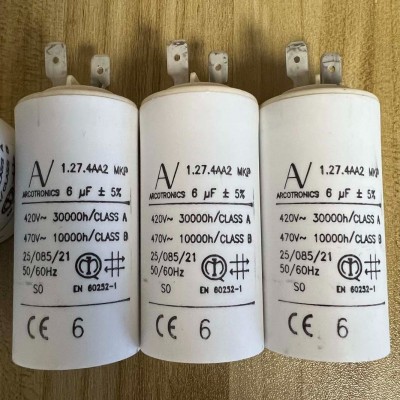 1.27.4AA2 MKP
AV
ARCOTRONICS 6 µF ± 5%
420V~ 30000h/CLASS A
470V~ 10000h/CLASS B
25/085/21
50/60Hz
SO
EN 60252-1
CE 6
1.27.4AA2 MKP
AV
ARCOTRONICS 6 µF ± 5%
420V~ 30000h/CLASS A
470V~ 10000h/CLASS B
25/085/21
50/60Hz
SO
EN 60252-1
CE 6
1.27.4AA2 MKP
AV
ARCOTRONICS 6 µF ± 5%
420V~ 30000h/CLASS A
470V~ 10000h/CLASS B
25/085/21
50/60Hz
SO
EN 60252-1
CE 6